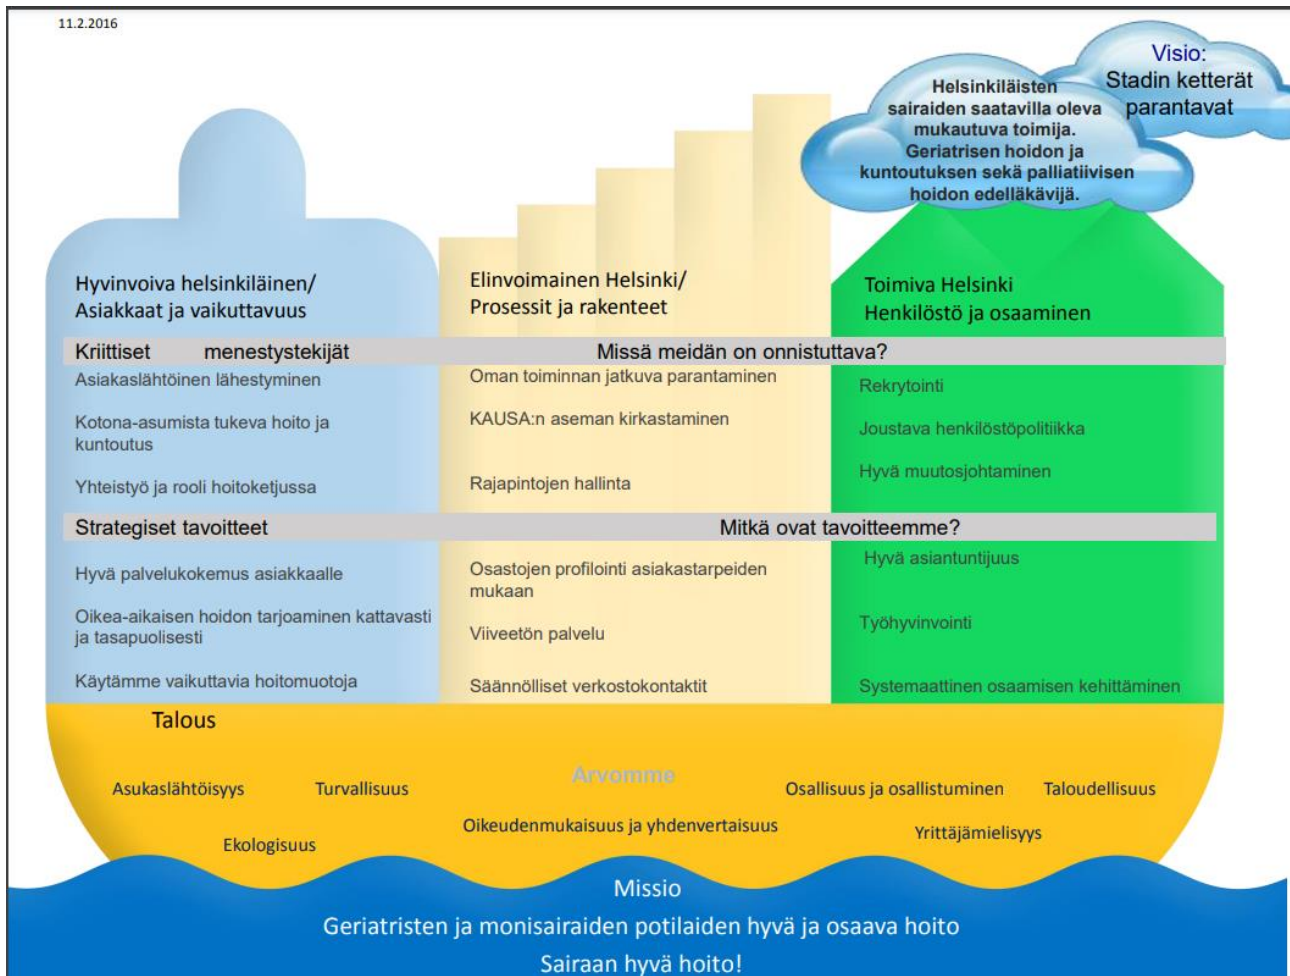 11.2.2016
Visio:
Stadin ketterät
parantavat
Helsinkiläisten
sairaiden saatavilla oleva
mukautuva toimija.
Geriatrisen hoidon ja
kuntoutuksen sekä palliatiivisen
hoidon edelläkävijä.
Hyvinvoiva helsinkiläinen/
Asiakkaat ja vaikuttavuus
Elinvoimainen Helsinki/
Prosessit ja rakenteet
Toimiva Helsinki
Henkilöstö ja osaaminen
Kriittiset menestystekijät Missä meidän on onnistuttava?
Asiakaslähtöinen lähestyminen
Kotona-asumista tukeva hoito ja
kuntoutus
Yhteistyö ja rooli hoitoketjussa
Oman toiminnan jatkuva parantaminen
KAUSA:n aseman kirkastaminen
Rajapintojen hallinta
Rekrytointi
Joustava henkilöstöpolitiikka
Hyvä muutosjohtaminen
Strategiset tavoitteet Mitkä ovat tavoitteemme?
Hyvä palvelukokemus asiakkaalle
Oikea-aikaisen hoidon tarjoaminen kattavasti
ja tasapuolisesti
Käytämme vaikuttavia hoitomuotoja
Osastojen profilointi asiakastarpeiden
mukaan
Viiveetön palvelu
Säännölliset verkostokontaktit
Hyvä asiantuntijuus
Työhyvinvointi
Systemaattinen osaamisen kehittäminen
Talous
Arvomme
Asukaslähtöisyys
Turvallisuus
Osallisuus ja osallistuminen
Taloudellisuus
Ekologisuus
Oikeudenmukaisuus ja yhdenvertaisuus
Yrittäjämielisyys
Missio
Geriatristen ja monisairaiden potilaiden hyvä ja osaava hoito
Sairaan hyvä hoito!